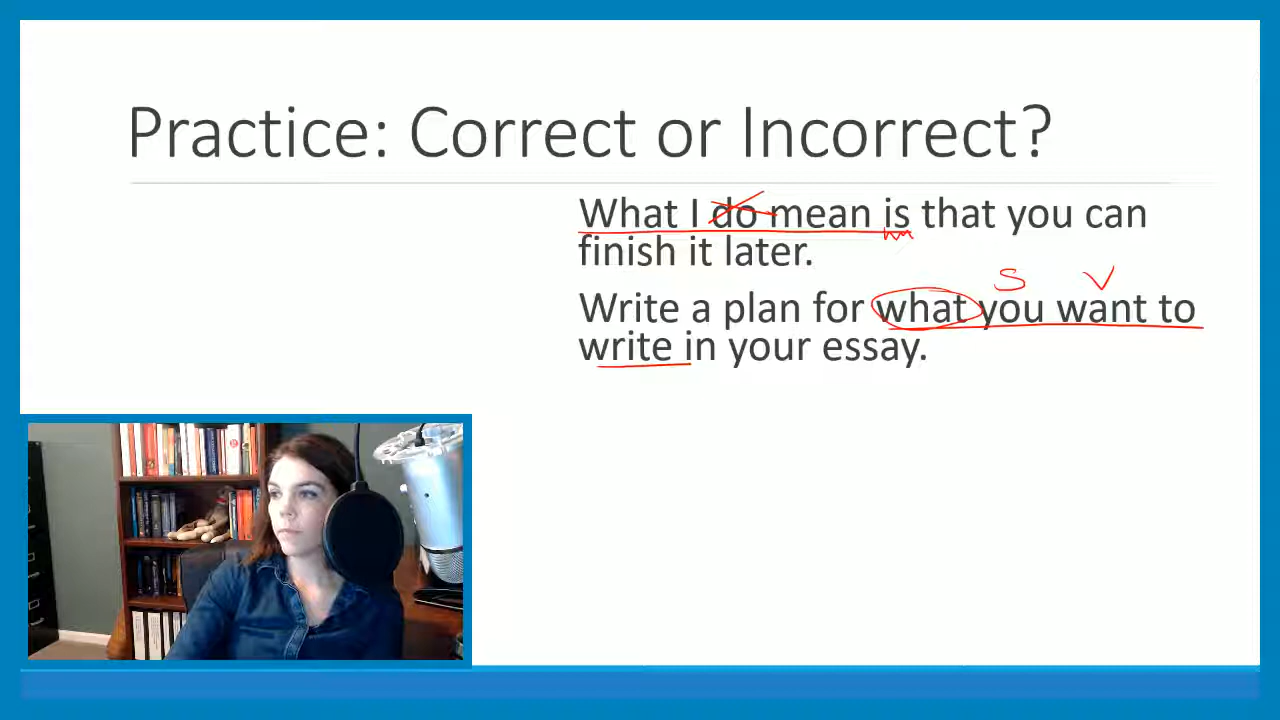 Practice: Correct or Incorrect?
What I do mean is that you can
finish it later.
S V
Write a plan for what you want to
write in your essay.